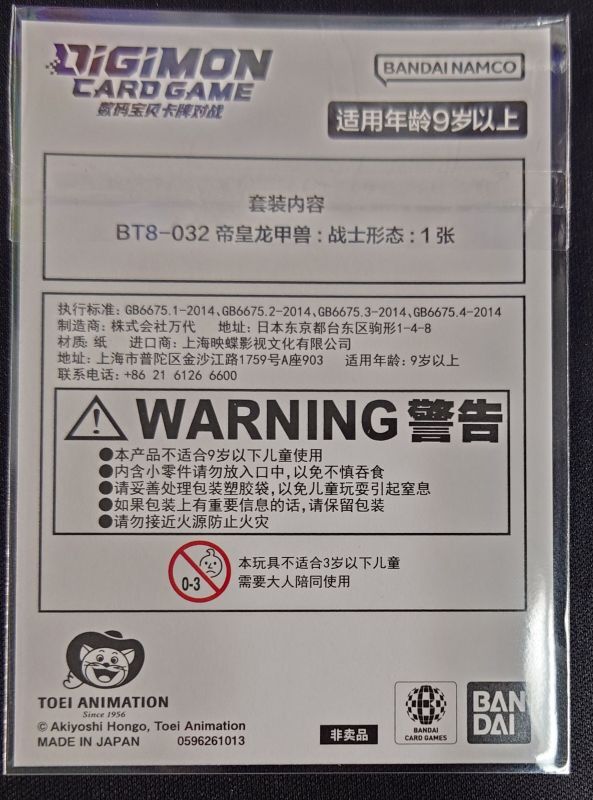 DIGIMON
CARD GAME
数码宝贝卡牌对战
BANDAI NAMCO
适用年龄9岁以上
套装内容
BT8-032 帝皇龙甲兽:战士形态:1张
执行标准:GB6675.1-2014、GB6675.2-2014、GB6675.3-2014、GB6675.4-2014
制造商:株式会社万代 地址:日本东京都台东区驹形1-4-8
材质:纸 进口商:上海映蝶影视文化有限公司
地址:上海市普陀区金沙江路1759号A座903 适用年龄:9岁以上
联系电话:+86 21 6126 6600
WARNING 警告
●本产品不适合9岁以下儿童使用
●内含小零件请勿放入口中,以免不慎吞食
●请妥善处理包装塑胶袋,以免儿童玩耍引起窒息
●如果包装上有重要信息的话,请保留包装
●请勿接近火源防止火灾
0-3
本玩具不适合3岁以下儿童
需要大人陪同使用
TOEI ANIMATION
Since 1956
© Akiyoshi Hongo, Toei Animation
MADE IN JAPAN 0596261013
非卖品
BANDAI
CARD GAMES
BAN
DAI